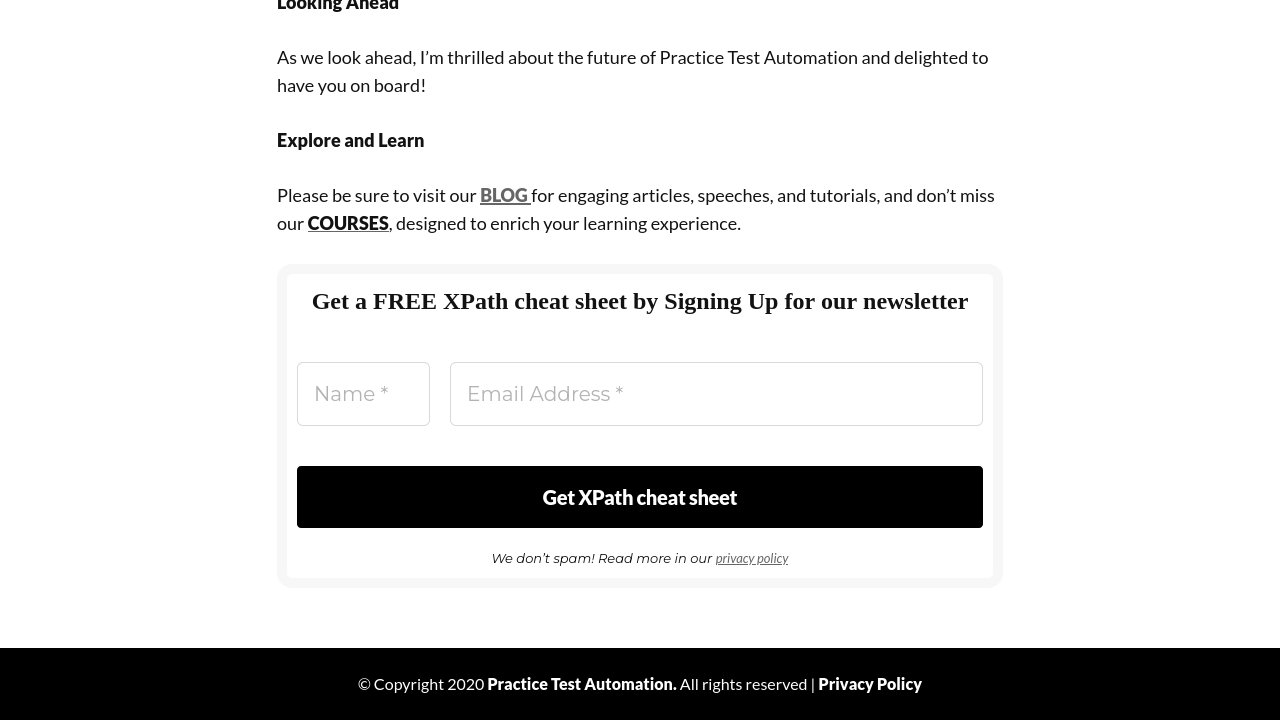 Looking Ahead
As we look ahead, I’m thrilled about the future of Practice Test Automation and delighted to
have you on board!
Explore and Learn
Please be sure to visit our BLOG for engaging articles, speeches, and tutorials, and don’t miss
our COURSES, designed to enrich your learning experience.
Get a FREE XPath cheat sheet by Signing Up for our newsletter
Name * Email Address *
Get XPath cheat sheet
We don’t spam! Read more in our privacy policy
© Copyright 2020 Practice Test Automation. All rights reserved | Privacy Policy